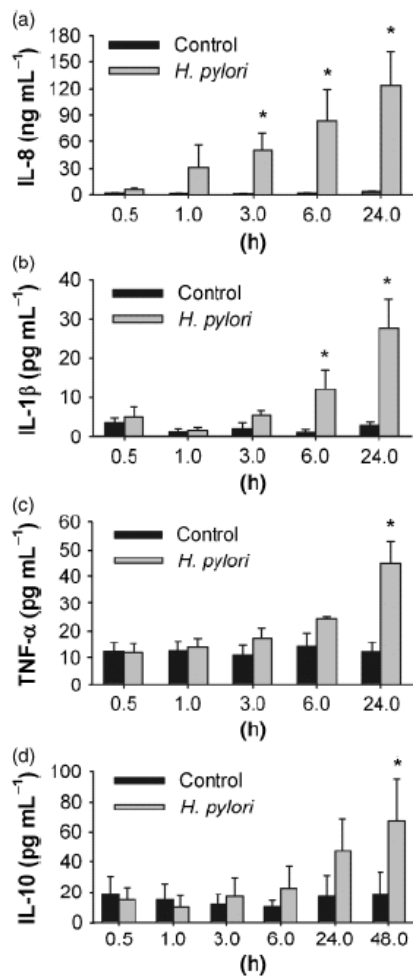 (a)
IL-8 (ng mL⁻¹)
180
150
120
90
60
30
0
Control
H. pylori
*
*
*
0.5 1.0 3.0 6.0 24.0
(h)
(b)
IL-1β (pg mL⁻¹)
40
30
20
10
0
Control
H. pylori
*
*
0.5 1.0 3.0 6.0 24.0
(h)
(c)
TNF-α (pg mL⁻¹)
60
50
40
30
20
10
0
Control
H. pylori
*
0.5 1.0 3.0 6.0 24.0
(h)
(d)
IL-10 (pg mL⁻¹)
100
80
60
40
20
0
Control
H. pylori
*
0.5 1.0 3.0 6.0 24.0 48.0
(h)